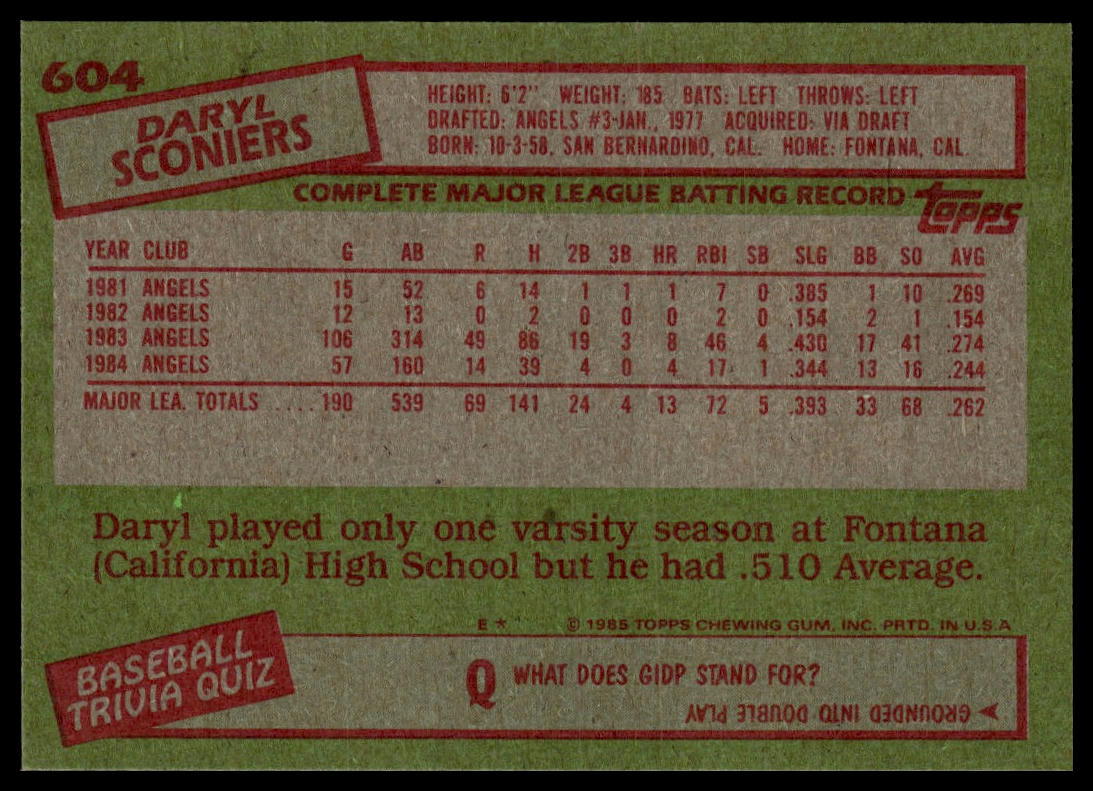 604
DARYL
SCONIERS
HEIGHT: 6'2" WEIGHT: 185 BATS: LEFT THROWS: LEFT
DRAFTED: ANGELS #3-JAN., 1977 ACQUIRED: VIA DRAFT
BORN: 10-3-58, SAN BERNARDINO, CAL. HOME: FONTANA, CAL.
COMPLETE MAJOR LEAGUE BATTING RECORD topps
YEAR CLUB G AB R H 2B 3B HR RBI SB SLG BB SO AVG
1981 ANGELS 15 52 6 14 1 1 1 7 0 .385 1 10 .269
1982 ANGELS 12 13 0 2 0 0 0 2 0 .154 2 1 .154
1983 ANGELS 106 314 49 86 19 3 8 46 4 .430 17 41 .274
1984 ANGELS 57 160 14 39 4 0 4 17 1 .344 13 16 .244
MAJOR LEA. TOTALS .... 190 539 69 141 24 4 13 72 5 .393 33 68 .262
Daryl played only one varsity season at Fontana
(California) High School but he had .510 Average.
E * © 1985 TOPPS CHEWING GUM, INC. PRTD. IN U.S.A
BASEBALL
TRIVIA QUIZ
Q WHAT DOES GIDP STAND FOR?
GROUNDED INTO DOUBLE PLAY